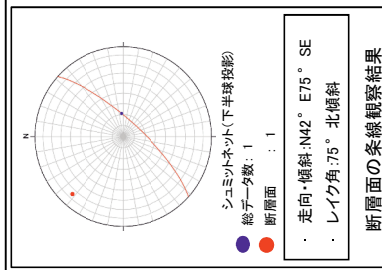 N
シュミットネット(下半球投影)
総データ数: 1
断層面 : 1
・ 走向・傾斜:N42° E75° SE
・ レイク角:75° 北傾斜
断層面の条線観察結果